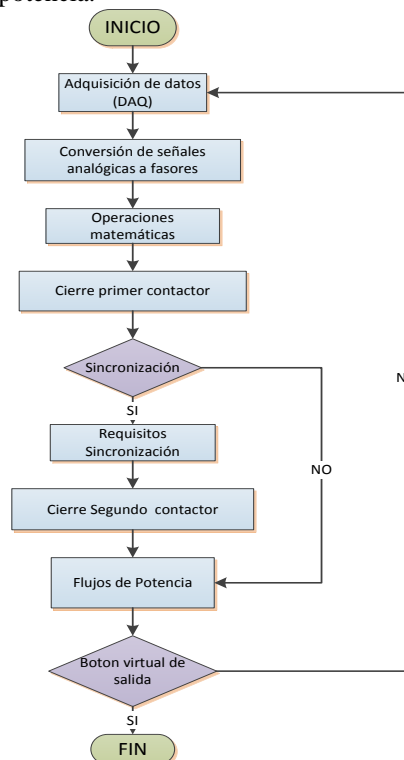 potencia.
INICIO
Adquisición de datos
(DAQ)
Conversión de señales
analógicas a fasores
Operaciones
matemáticas
Cierre primer contactor
Sincronización
SI
Requisitos
Sincronización
NO
Cierre Segundo contactor
Flujos de Potencia
Boton virtual de
salida
SI
FIN